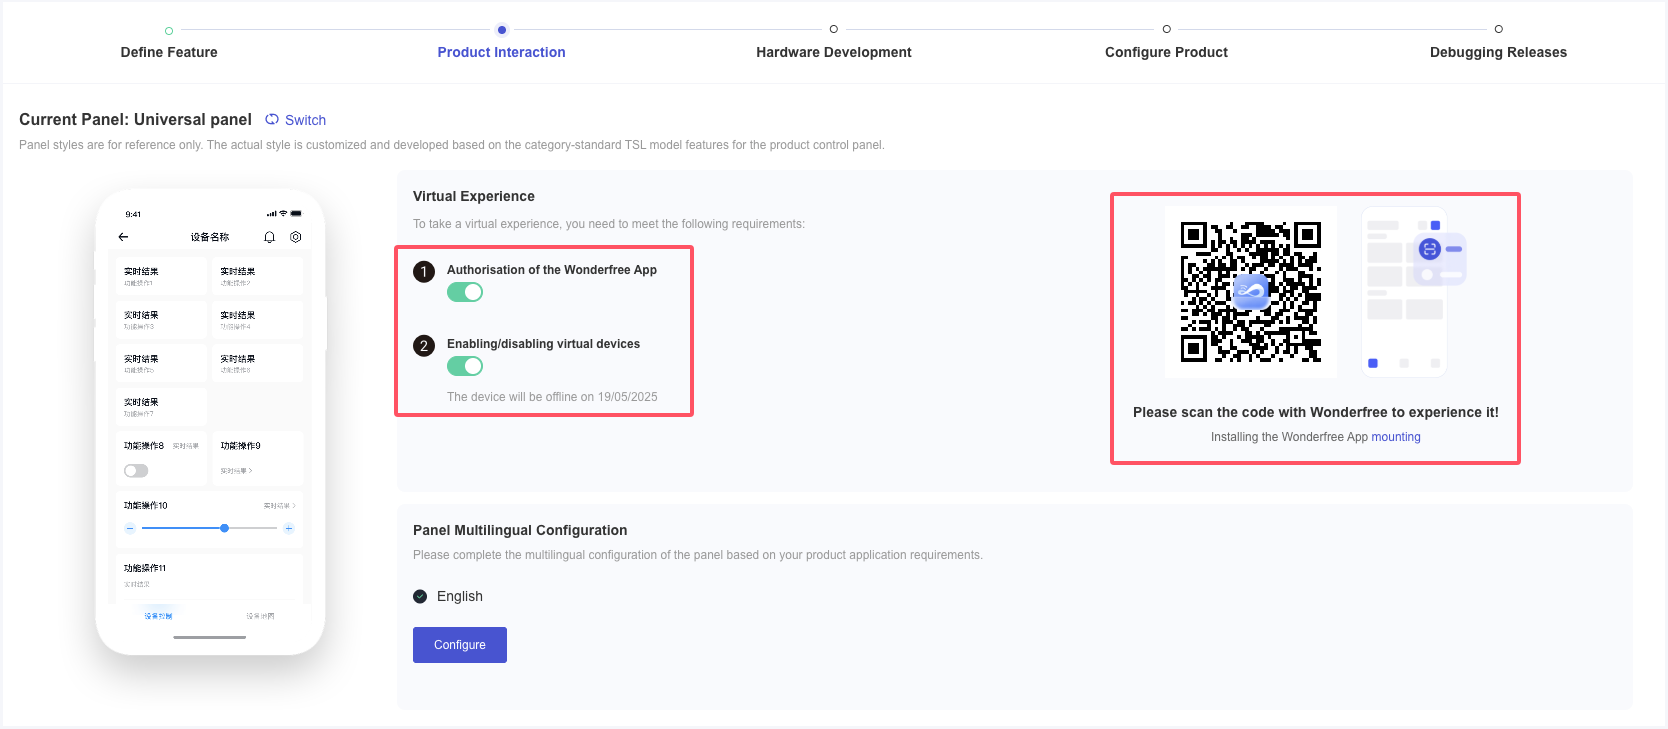 Define Feature
Product Interaction
Hardware Development
Configure Product
Debugging Releases
Current Panel: Universal panel
Switch
Panel styles are for reference only. The actual style is customized and developed based on the category-standard TSL model features for the product control panel.
9:41
设备名称
实时结果
功能操作1
实时结果
功能操作2
实时结果
功能操作3
实时结果
功能操作4
实时结果
功能操作5
实时结果
功能操作6
实时结果
功能操作7
功能操作8 实时结果
功能操作9
实时结果 >
功能操作10 实时结果 >
功能操作11
实时结果
设备控制
设备地图
Virtual Experience
To take a virtual experience, you need to meet the following requirements:
1 Authorisation of the Wonderfree App
2 Enabling/disabling virtual devices
The device will be offline on 19/05/2025
Please scan the code with Wonderfree to experience it!
Installing the Wonderfree App mounting
Panel Multilingual Configuration
Please complete the multilingual configuration of the panel based on your product application requirements.
English
Configure